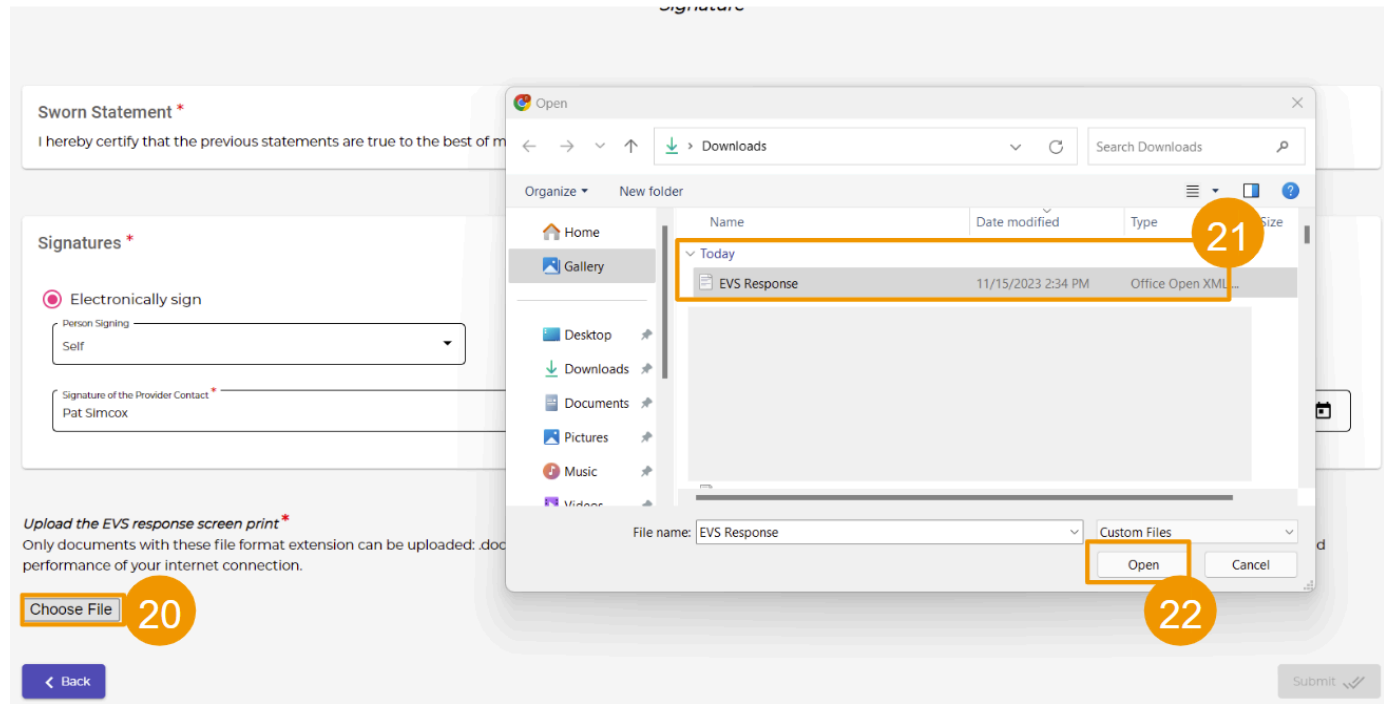 Signature
Sworn Statement *
I hereby certify that the previous statements are true to the best of m
Signatures *
Electronically sign
Person Signing
Self
Signature of the Provider Contact *
Pat Simcox
Upload the EVS response screen print *
Only documents with these file format extension can be uploaded: .doc
d
performance of your internet connection.
Choose File
20
Back
Submit
Open
Downloads
Search Downloads
Organize
New folder
Home
Gallery
Desktop
Downloads
Documents
Pictures
Music
Videos
Name
Date modified
Type
Size
21
Today
EVS Response
11/15/2023 2:34 PM
Office Open XML ...
File name:
EVS Response
Custom Files
Open
Cancel
22